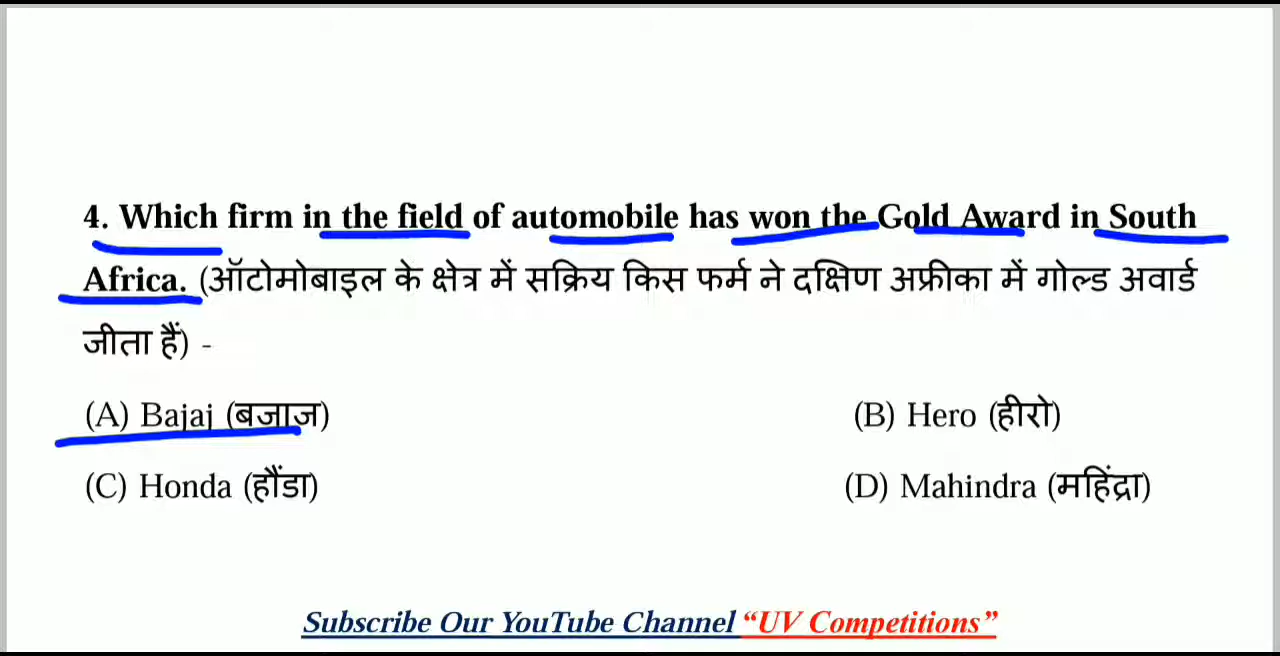 4. Which firm in the field of automobile has won the Gold Award in South
Africa. (ऑटोमोबाइल के क्षेत्र में सक्रिय किस फर्म ने दक्षिण अफ्रीका में गोल्ड अवार्ड
जीता हैं) -
(A) Bajaj (बजाज) (B) Hero (हीरो)
(C) Honda (हौंडा) (D) Mahindra (महिंद्रा)
Subscribe Our YouTube Channel “UV Competitions”